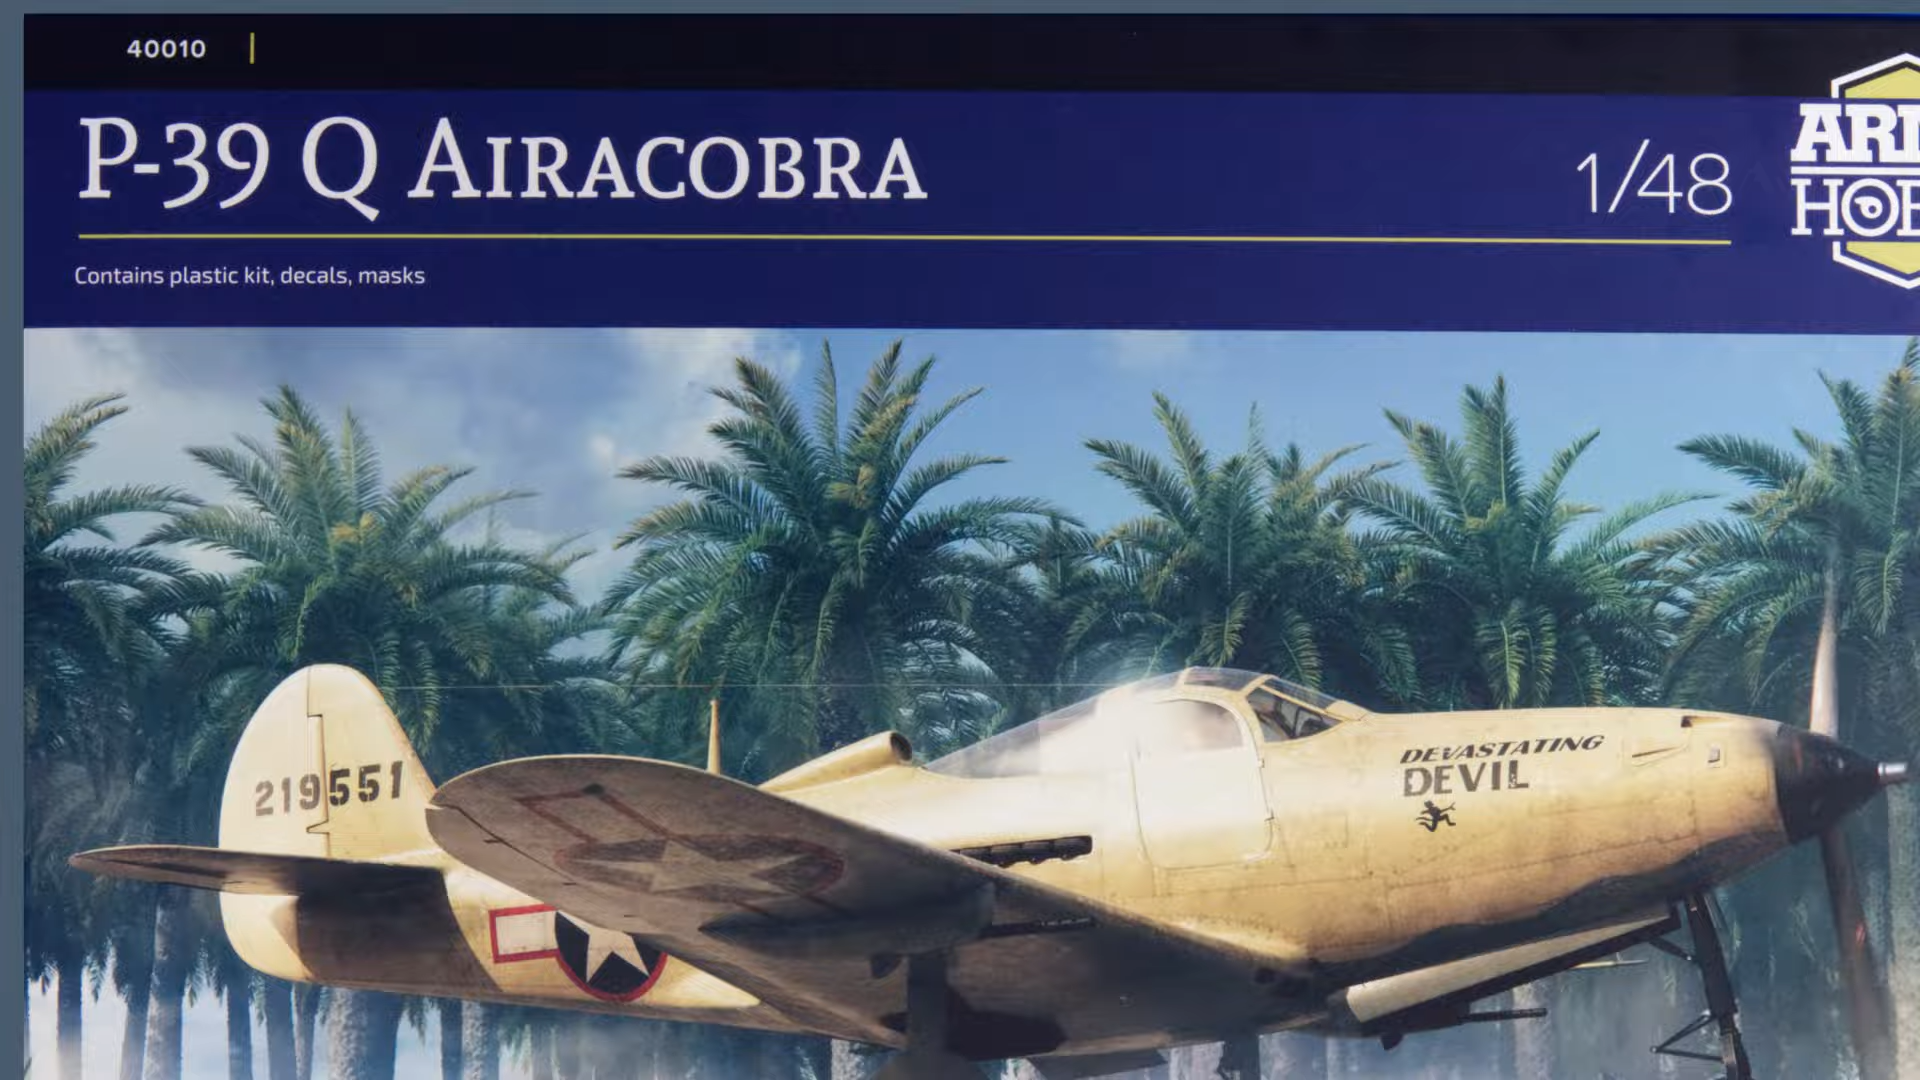 40010
P-39 Q AIRACOBRA
1/48
Contains plastic kit, decals, masks
219551
DEVASTATING
DEVIL